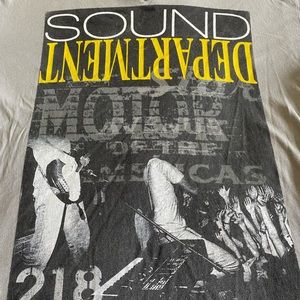 SOUND
DEPARTMENT
MOTOR
OF THE
218